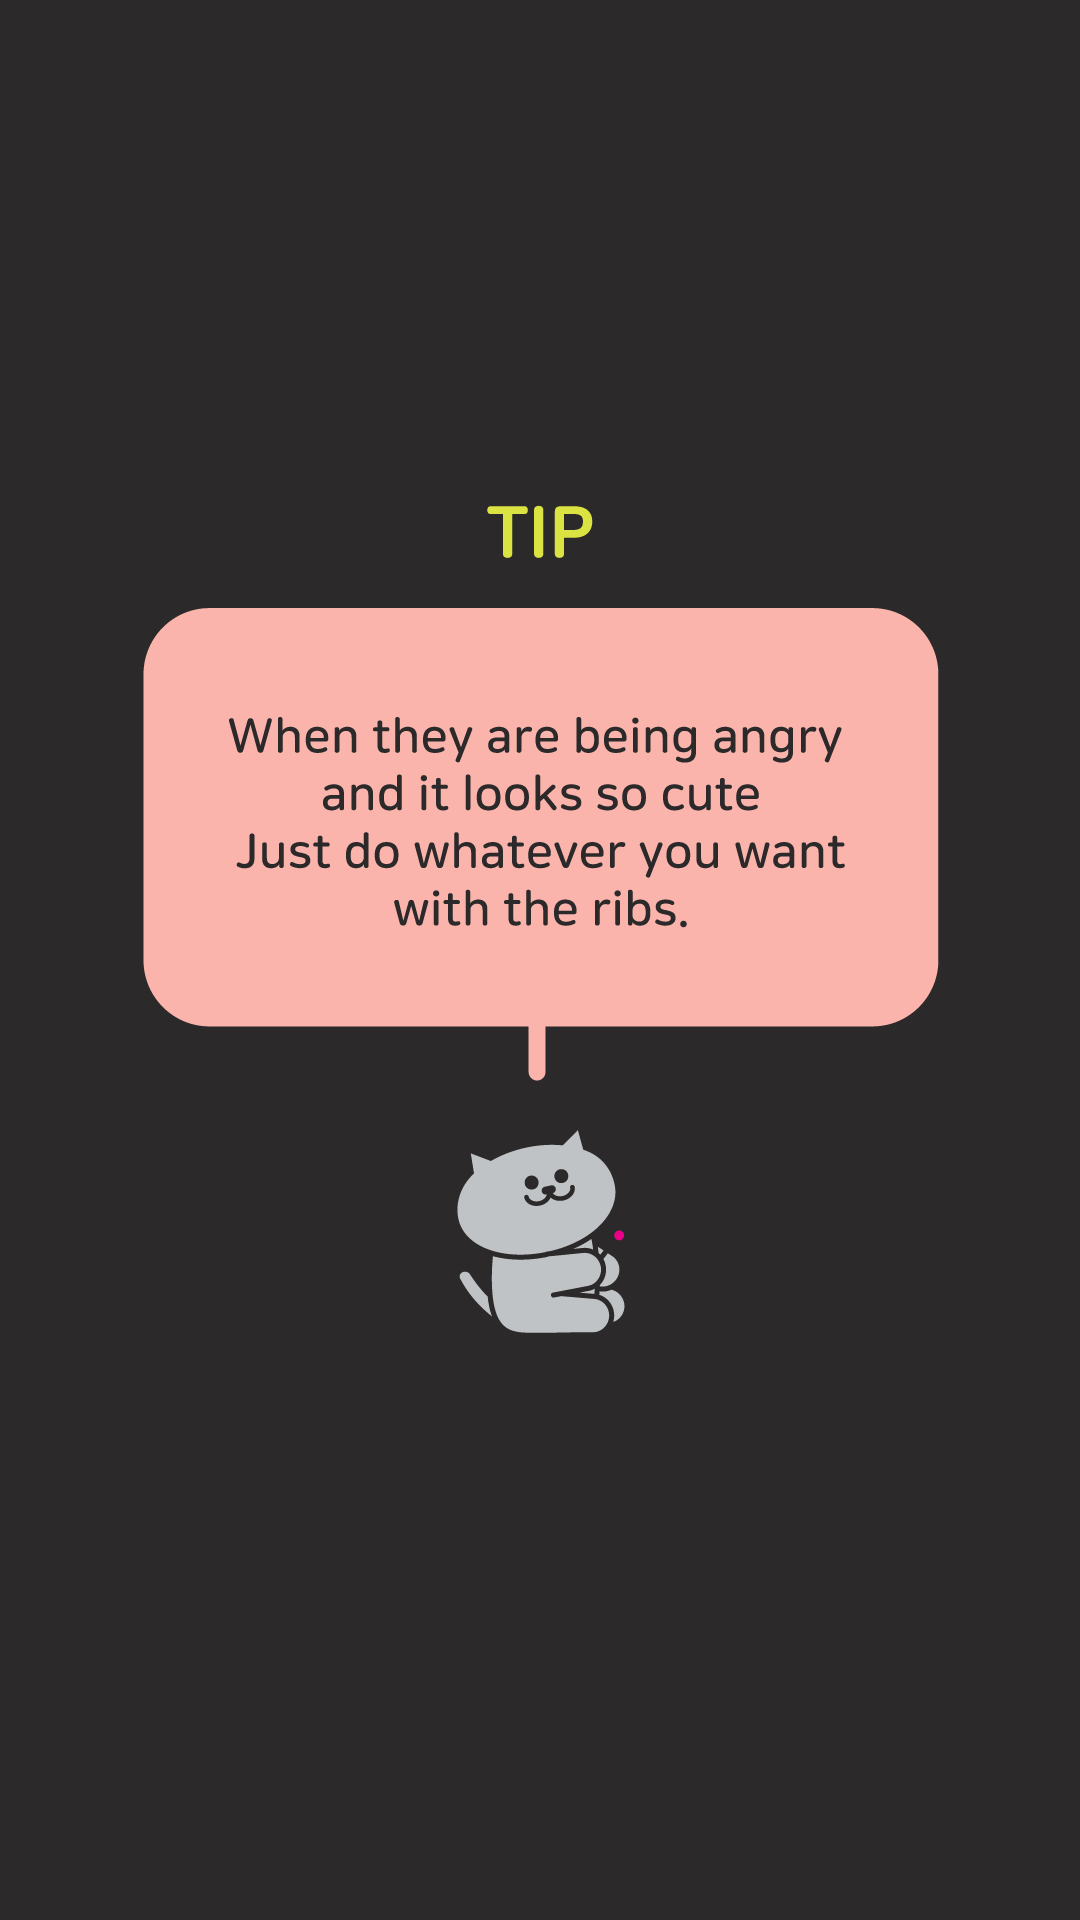 TIP
When they are being angry
and it looks so cute
Just do whatever you want
with the ribs.